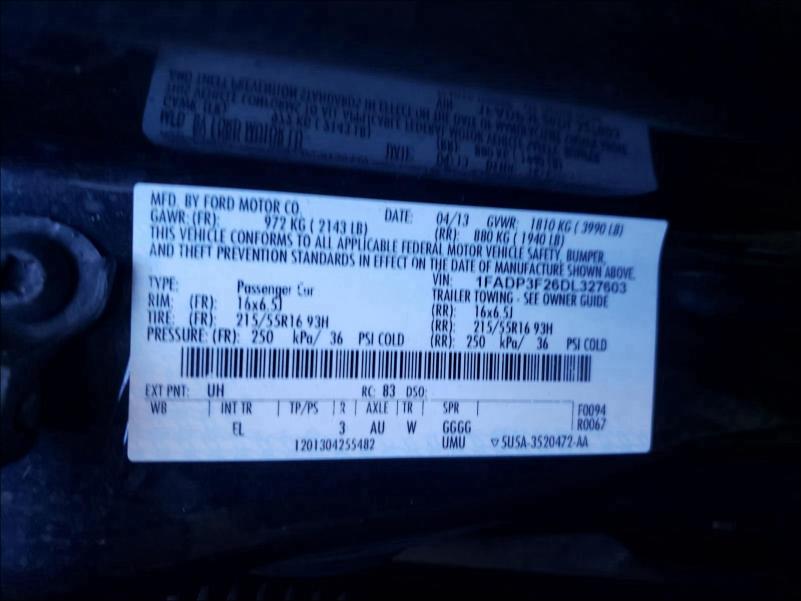 MFD. BY FORD MOTOR CO. DATE: 04/13 GVWR: 1810 KG ( 3990 LB)
GAWR: (FR): 972 KG ( 2143 LB) (RR): 880 KG ( 1940 LB)
THIS VEHICLE CONFORMS TO ALL APPLICABLE FEDERAL MOTOR VEHICLE SAFETY, BUMPER,
AND THEFT PREVENTION STANDARDS IN EFFECT ON THE DATE OF MANUFACTURE SHOWN ABOVE.
VIN: 1FADP3F26DL327603
TYPE: Passenger Car TRAILER TOWING - SEE OWNER GUIDE
RIM: (FR): 16x6.5J (RR): 16x6.5J
TIRE: (FR): 215/55R16 93H (RR): 215/55R16 93H
PRESSURE: (FR): 250 kPa/ 36 PSI COLD (RR): 250 kPa/ 36 PSI COLD
EXT PNT: UH RC: 83 DSO:
WB INT TR TP/PS R AXLE TR SPR F0094
EL 3 AU W GGGG R0067
1201304255482 UMU ▽5U5A-3520472-AA